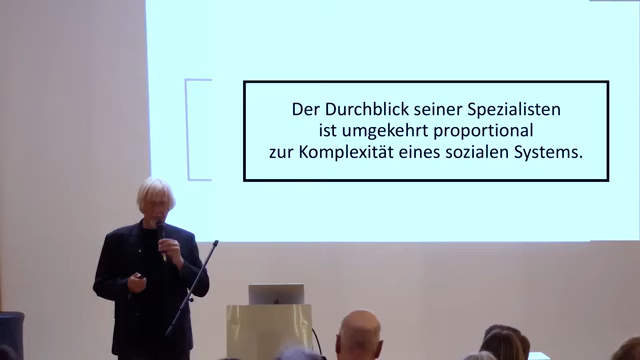 Der Durchblick seiner Spezialisten
ist umgekehrt proportional
zur Komplexität eines sozialen Systems.